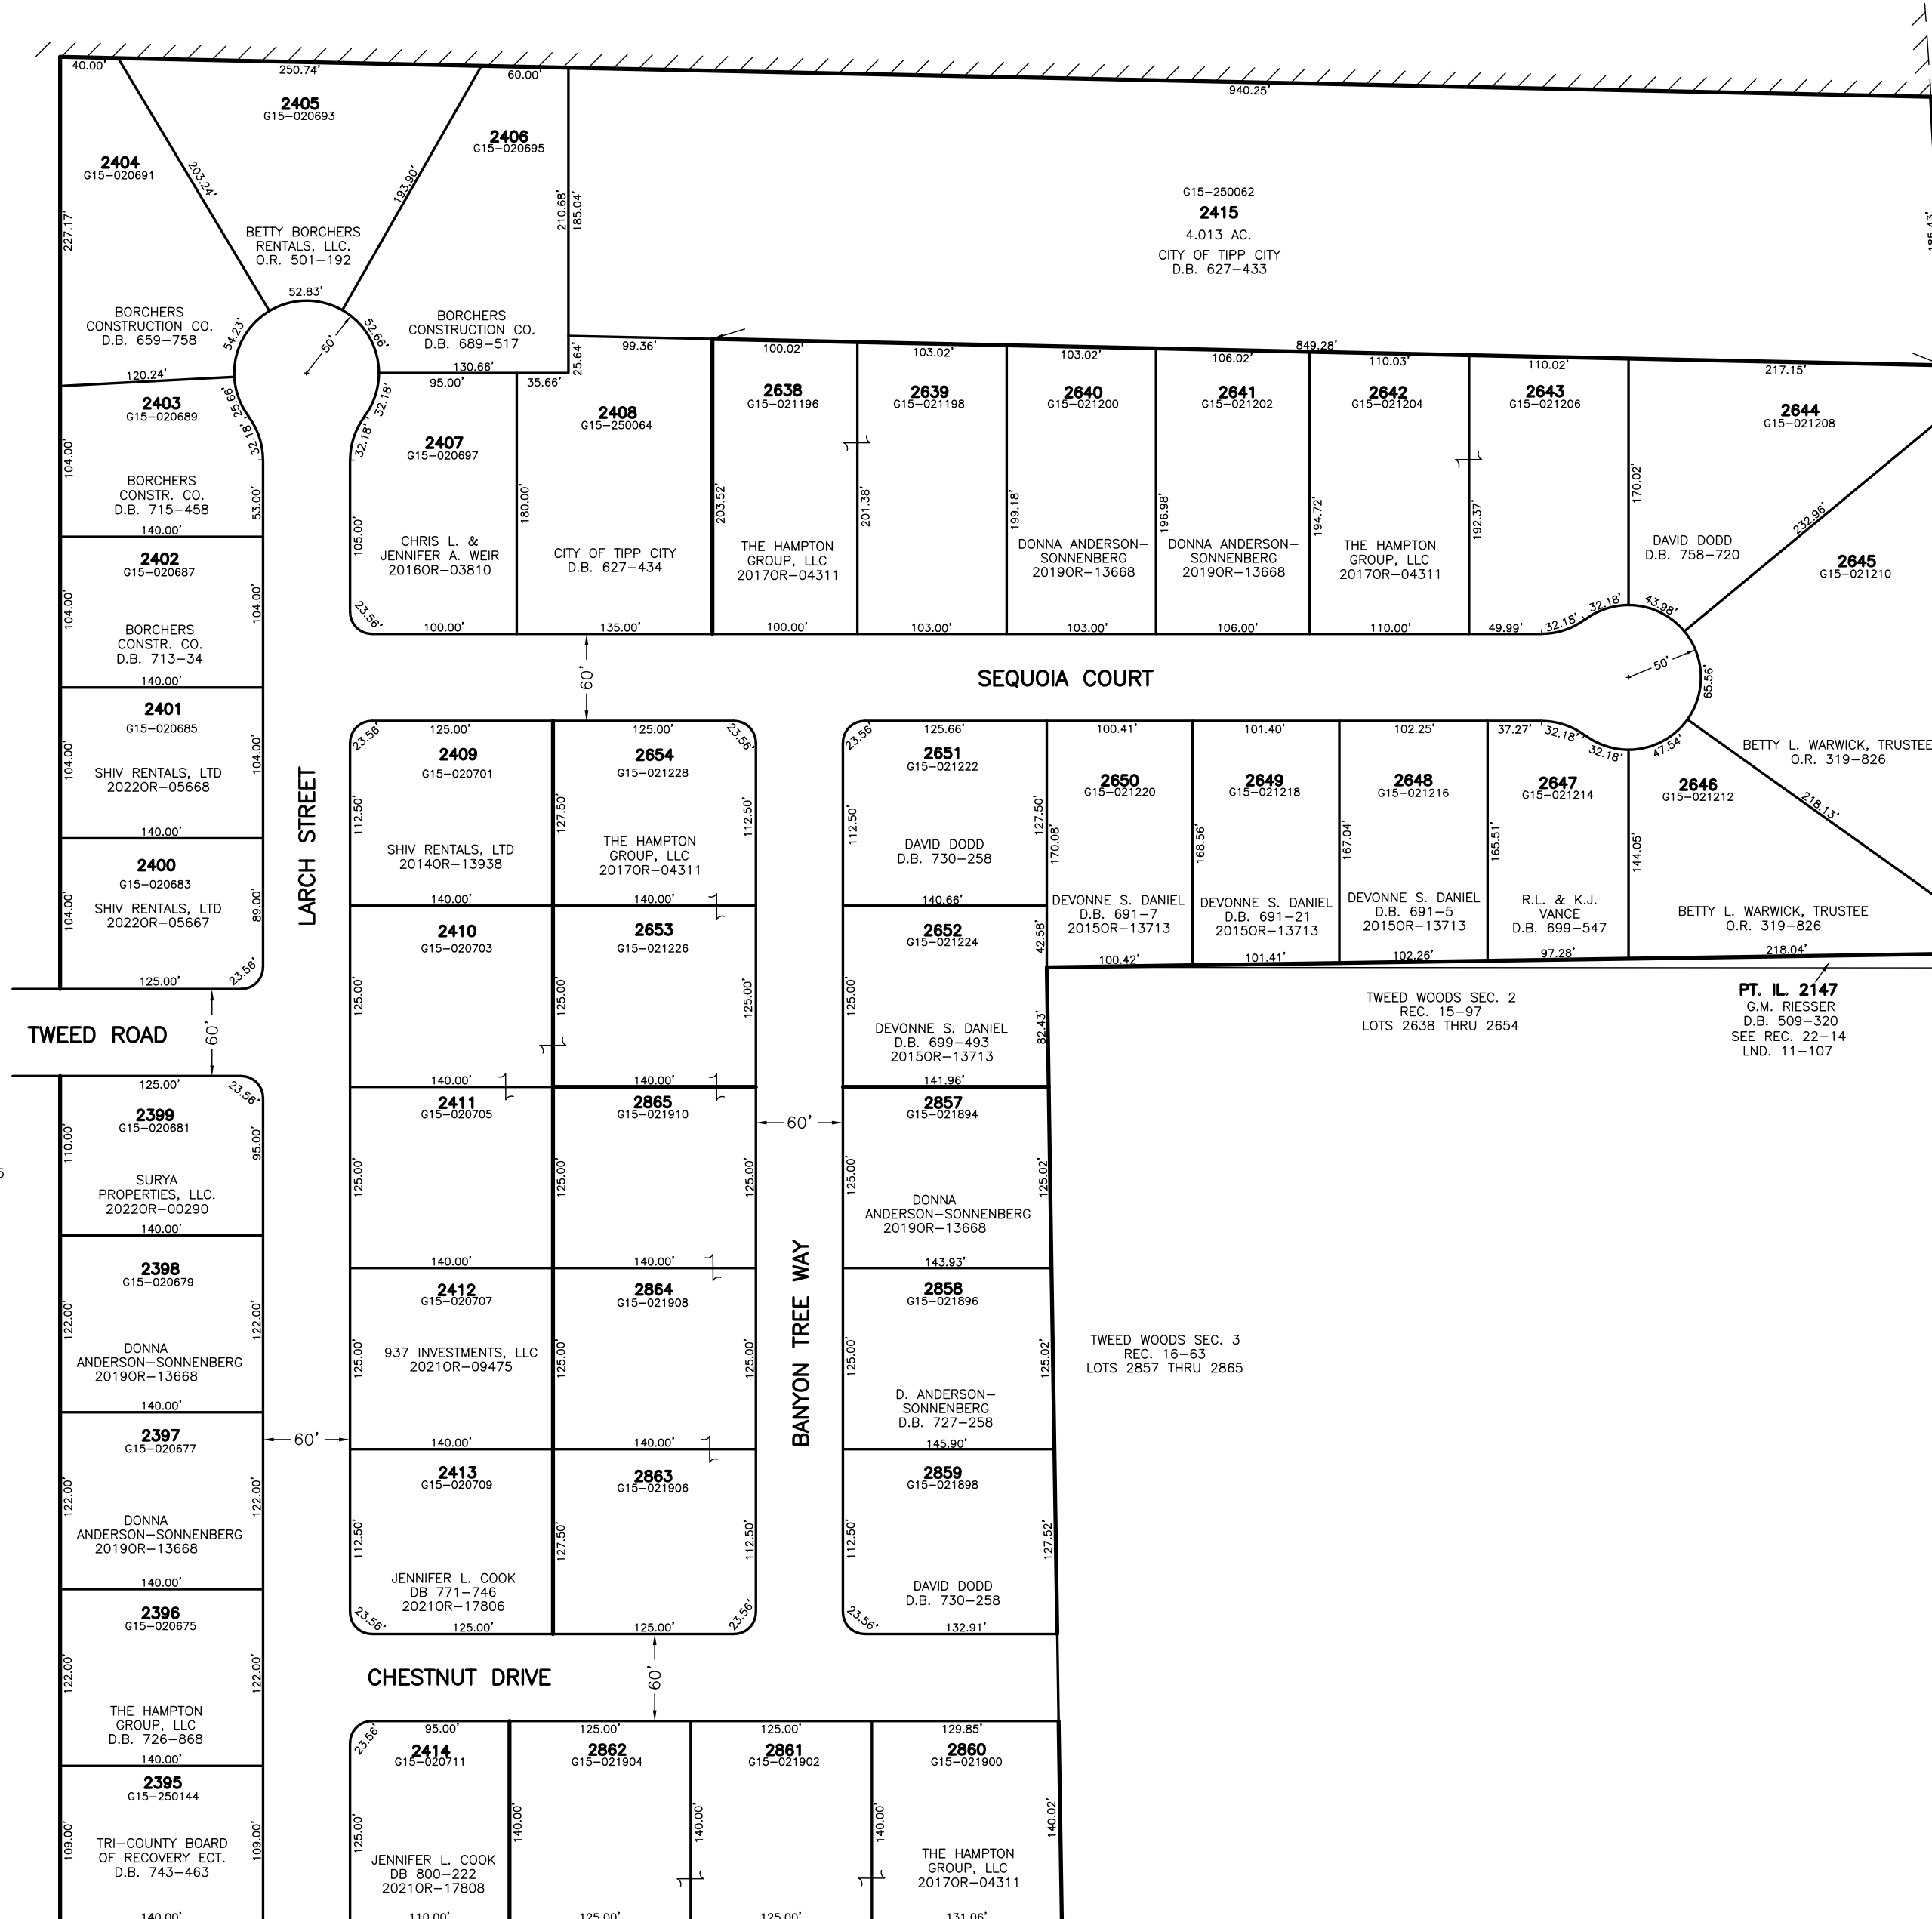 40.00'
250.74'
60.00'
940.25'
2405
G15-020693
2406
G15-020695
2404
G15-020691
203.24'
193.90'
227.17'
210.68'
185.04'
G15-250062
2415
4.013 AC.
CITY OF TIPP CITY
D.B. 627-433
BETTY BORCHERS
RENTALS, LLC.
O.R. 501-192
52.83'
54.23'
52.66'
50'
BORCHERS
CONSTRUCTION CO.
D.B. 659-758
BORCHERS
CONSTRUCTION CO.
D.B. 689-517
120.24'
130.66'
95.00'
35.66'
25.64'
99.36'
100.02'
103.02'
103.02'
106.02'
849.28'
110.03'
110.02'
217.15'
2403
G15-020689
25.66'
32.18'
32.18'
32.18'
104.00'
53.00'
BORCHERS
CONSTR. CO.
D.B. 715-458
140.00'
2407
G15-020697
105.00'
180.00'
CHRIS L. &
JENNIFER A. WEIR
2016OR-03810
23.56'
100.00'
2408
G15-250064
CITY OF TIPP CITY
D.B. 627-434
135.00'
2638
G15-021196
203.52'
THE HAMPTON
GROUP, LLC
2017OR-04311
100.00'
2639
G15-021198
201.38'
103.00'
2640
G15-021200
199.18'
DONNA ANDERSON-
SONNENBERG
2019OR-13668
103.00'
2641
G15-021202
196.98'
DONNA ANDERSON-
SONNENBERG
2019OR-13668
106.00'
2642
G15-021204
194.72'
THE HAMPTON
GROUP, LLC
2017OR-04311
110.00'
2643
G15-021206
192.37'
170.02'
49.99'
32.18'
32.18'
2644
G15-021208
DAVID DODD
D.B. 758-720
232.96'
43.98'
2645
G15-021210
50'
65.56'
BETTY L. WARWICK, TRUSTEE
O.R. 319-826
2402
G15-020687
104.00'
104.00'
BORCHERS
CONSTR. CO.
D.B. 713-34
140.00'
2401
G15-020685
104.00'
104.00'
SHIV RENTALS, LTD
2022OR-05668
140.00'
2400
G15-020683
104.00'
89.00'
SHIV RENTALS, LTD
2022OR-05667
125.00'
23.56'
60'
SEQUOIA COURT
LARCH STREET
TWEED ROAD
60'
23.56'
125.00'
2409
G15-020701
112.50'
127.50'
SHIV RENTALS, LTD
2014OR-13938
140.00'
125.00'
23.56'
2654
G15-021228
112.50'
THE HAMPTON
GROUP, LLC
2017OR-04311
140.00'
23.56'
125.66'
2651
G15-021222
112.50'
127.50'
DAVID DODD
D.B. 730-258
140.66'
100.41'
2650
G15-021220
170.08'
DEVONNE S. DANIEL
D.B. 691-7
2015OR-13713
100.42'
101.40'
2649
G15-021218
168.56'
DEVONNE S. DANIEL
D.B. 691-21
2015OR-13713
101.41'
102.25'
2648
G15-021216
167.04'
DEVONNE S. DANIEL
D.B. 691-5
2015OR-13713
102.26'
37.27'
32.18'
32.18'
2647
G15-021214
165.51'
R.L. & K.J.
VANCE
D.B. 699-547
97.28'
47.54'
2646
G15-021212
144.05'
218.13'
BETTY L. WARWICK, TRUSTEE
O.R. 319-826
218.04'
2410
G15-020703
125.00'
125.00'
140.00'
2653
G15-021226
125.00'
140.00'
2652
G15-021224
42.58'
125.00'
82.43'
DEVONNE S. DANIEL
D.B. 699-493
2015OR-13713
141.96'
TWEED WOODS SEC. 2
REC. 15-97
LOTS 2638 THRU 2654
PT. IL. 2147
G.M. RIESSER
D.B. 509-320
SEE REC. 22-14
LND. 11-107
125.00'
23.56'
2399
G15-020681
110.00'
95.00'
SURYA
PROPERTIES, LLC.
2022OR-00290
140.00'
2411
G15-020705
125.00'
125.00'
140.00'
2865
G15-021910
125.00'
140.00'
60'
2857
G15-021894
125.00'
125.02'
DONNA
ANDERSON-SONNENBERG
2019OR-13668
143.93'
2398
G15-020679
122.00'
122.00'
DONNA
ANDERSON-SONNENBERG
2019OR-13668
140.00'
2412
G15-020707
125.00'
125.00'
937 INVESTMENTS, LLC
2021OR-09475
140.00'
2864
G15-021908
125.00'
140.00'
BANYON TREE WAY
2858
G15-021896
125.00'
125.02'
D. ANDERSON-
SONNENBERG
D.B. 727-258
145.90'
TWEED WOODS SEC. 3
REC. 16-63
LOTS 2857 THRU 2865
2397
G15-020677
60'
122.00'
122.00'
DONNA
ANDERSON-SONNENBERG
2019OR-13668
140.00'
2413
G15-020709
112.50'
127.50'
JENNIFER L. COOK
DB 771-746
2021OR-17806
23.56'
125.00'
2863
G15-021906
112.50'
23.56'
125.00'
2859
G15-021898
112.50'
127.52'
DAVID DODD
D.B. 730-258
23.56'
132.91'
2396
G15-020675
122.00'
122.00'
THE HAMPTON
GROUP, LLC
D.B. 726-868
140.00'
CHESTNUT DRIVE
60'
2395
G15-250144
109.00'
109.00'
TRI-COUNTY BOARD
OF RECOVERY ECT.
D.B. 743-463
140.00'
23.56'
95.00'
2414
G15-020711
125.00'
140.00'
JENNIFER L. COOK
DB 800-222
2021OR-17808
110.00'
125.00'
2862
G15-021904
140.00'
125.00'
125.00'
2861
G15-021902
140.00'
125.00'
129.85'
2860
G15-021900
140.02'
THE HAMPTON
GROUP, LLC
2017OR-04311
131.06'